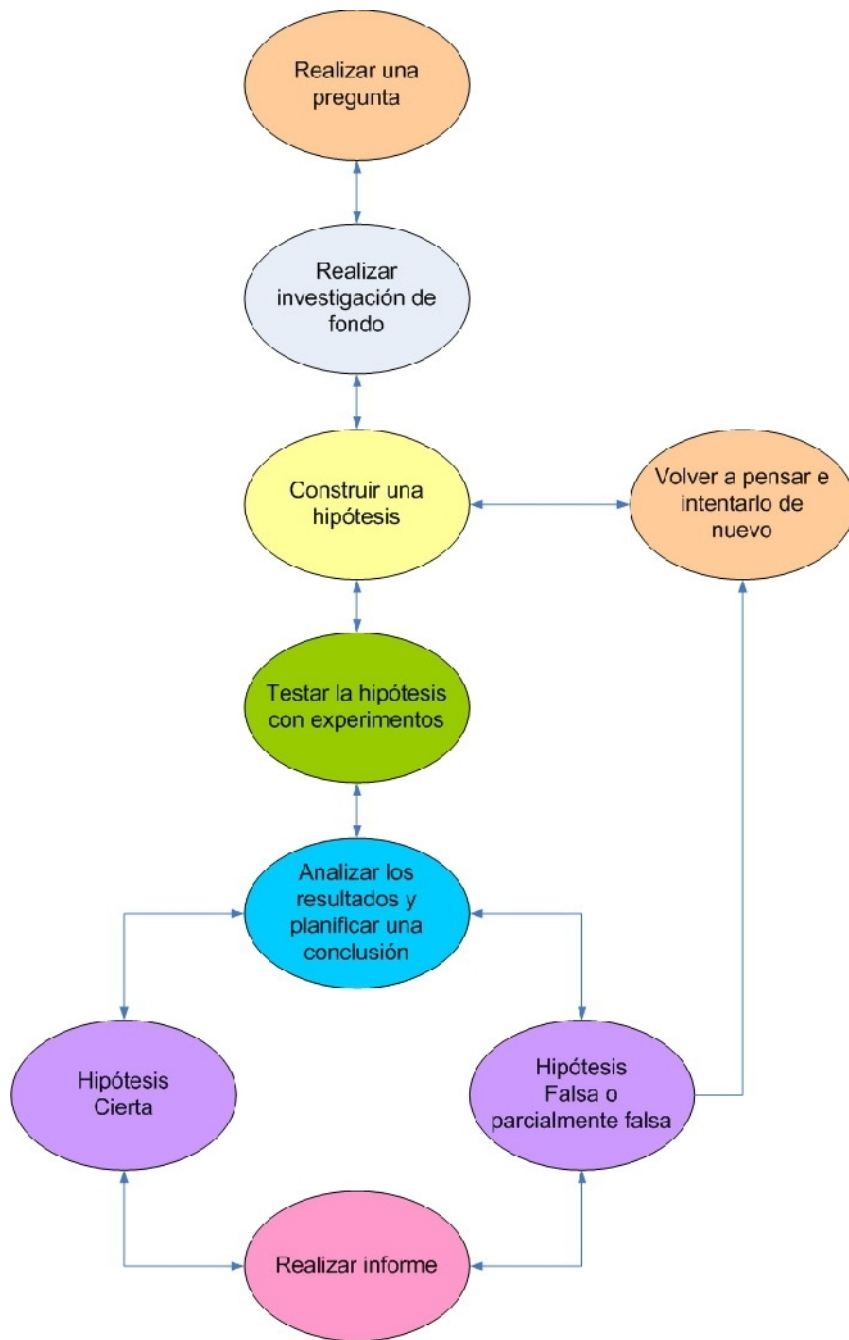 Realizar una
pregunta
Realizar
investigación de
fondo
Construir una
hipótesis
Volver a pensar e
intentarlo de
nuevo
Testar la hipótesis
con experimentos
Analizar los
resultados y
planificar una
conclusión
Hipótesis
Cierta
Hipótesis
Falsa o
parcialmente falsa
Realizar informe